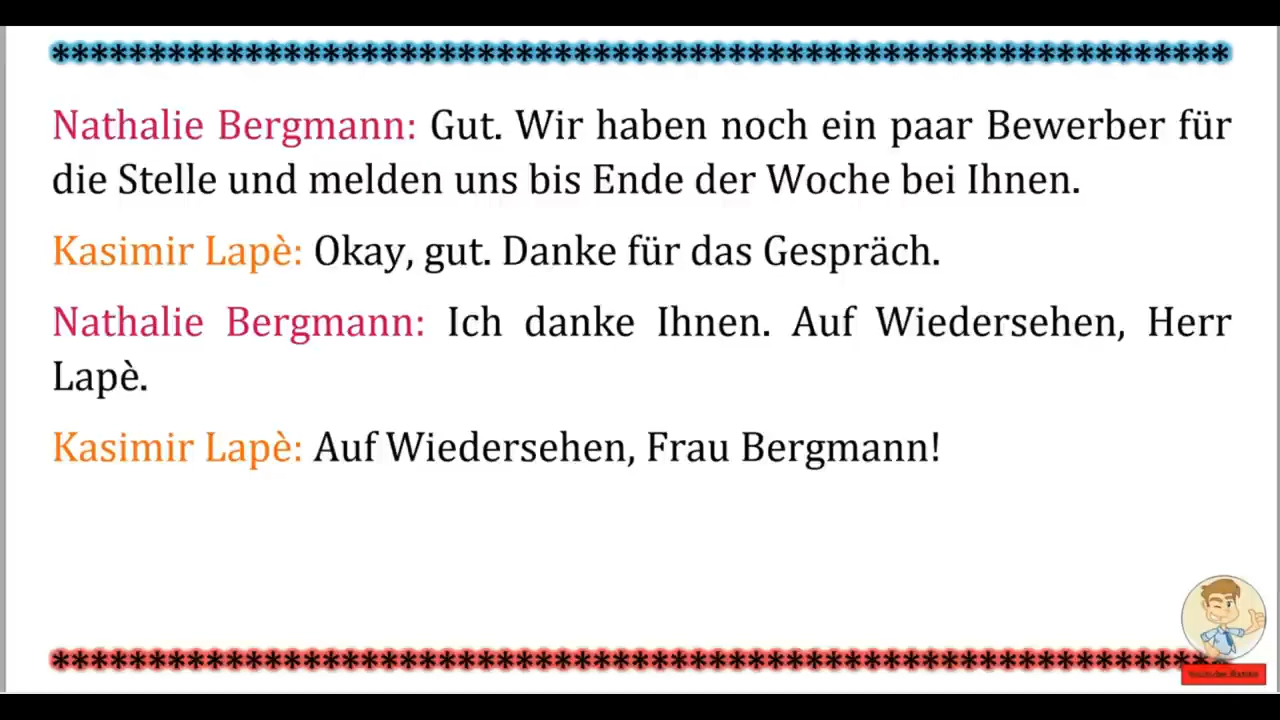 ************************************************************
Nathalie Bergmann: Gut. Wir haben noch ein paar Bewerber für
die Stelle und melden uns bis Ende der Woche bei Ihnen.
Kasimir Lapè: Okay, gut. Danke für das Gespräch.
Nathalie Bergmann: Ich danke Ihnen. Auf Wiedersehen, Herr
Lapè.
Kasimir Lapè: Auf Wiedersehen, Frau Bergmann!
************************************************************